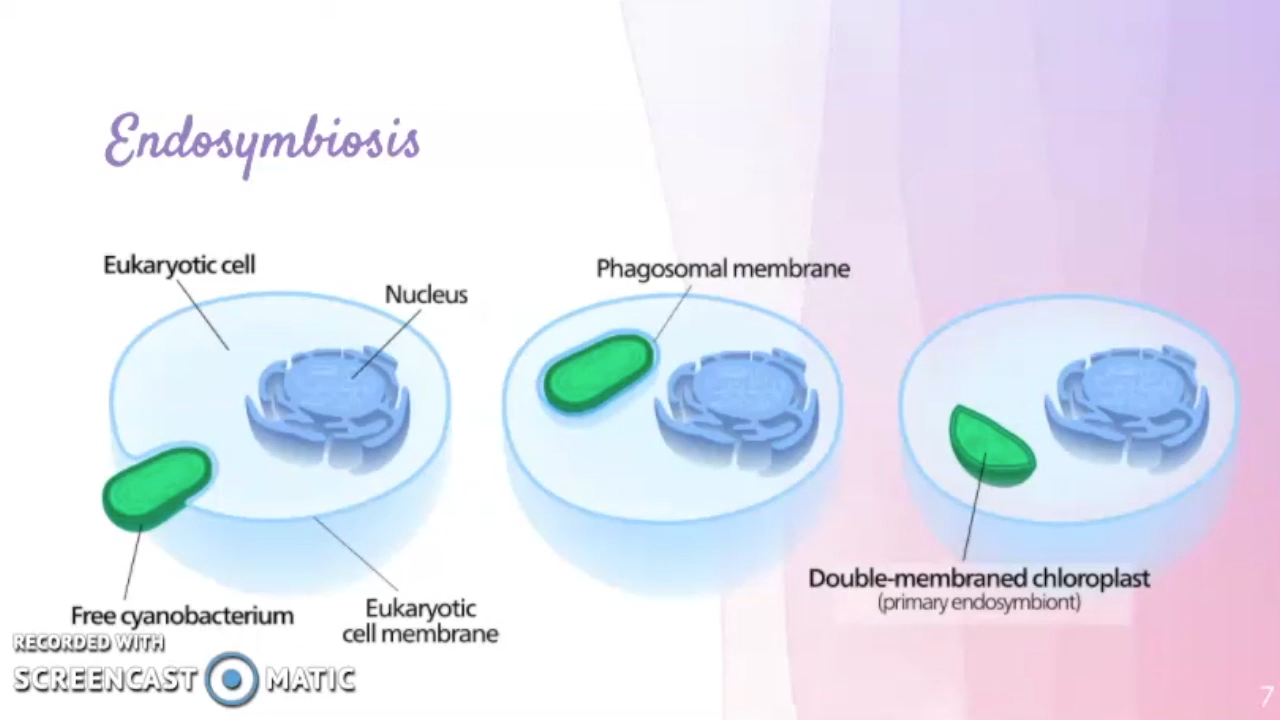 Endosymbiosis
Eukaryotic cell
Nucleus
Phagosomal membrane
Free cyanobacterium
Eukaryotic
cell membrane
Double-membraned chloroplast
(primary endosymbiont)
RECORDED WITH
SCREENCAST MATIC
7